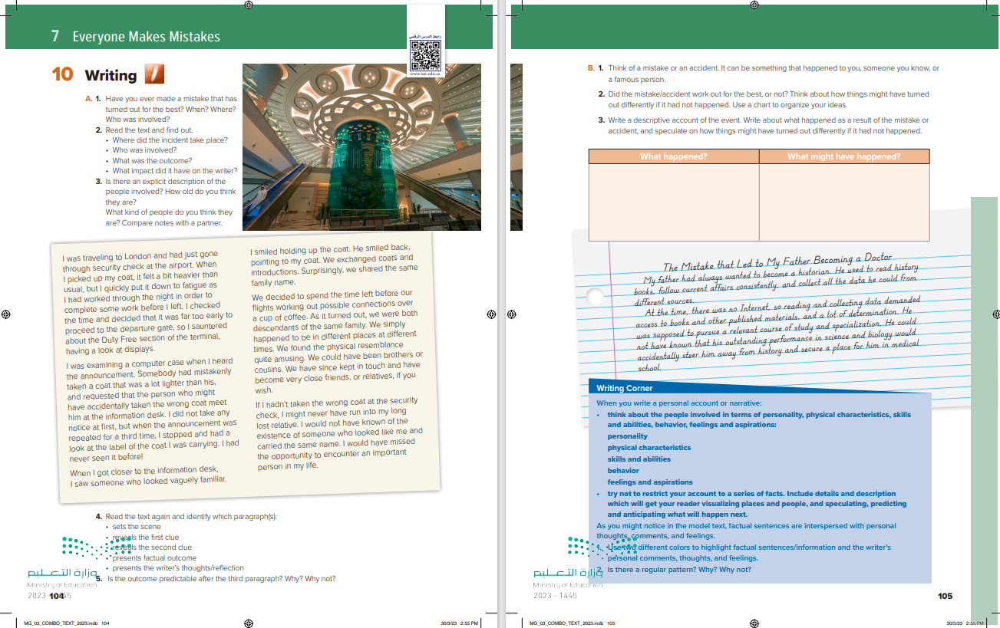 7 Everyone Makes Mistakes
رابط الدرس الرقمي
www.ien.edu.sa
10 Writing
A. 1. Have you ever made a mistake that has
turned out for the best? When? Where?
Who was involved?
2. Read the text and find out.
• Where did the incident take place?
• Who was involved?
• What was the outcome?
• What impact did it have on the writer?
3. Is there an explicit description of the
people involved? How old do you think
they are?
What kind of people do you think they
are? Compare notes with a partner.
I was traveling to London and had just gone
through security check at the airport. When
I picked up my coat, it felt a bit heavier than
usual, but I quickly put it down to fatigue as
I had worked through the night in order to
complete some work before I left. I checked
the time and decided that it was far too early to
proceed to the departure gate, so I sauntered
about the Duty Free section of the terminal,
having a look at displays.
I was examining a computer case when I heard
the announcement. Somebody had mistakenly
taken a coat that was a lot lighter than his,
and requested that the person who might
have accidentally taken the wrong coat meet
him at the information desk. I did not take any
notice at first, but when the announcement was
repeated for a third time, I stopped and had a
look at the label of the coat I was carrying. I had
never seen it before!
When I got closer to the information desk,
I saw someone who looked vaguely familiar.
I smiled holding up the coat. He smiled back,
pointing to my coat. We exchanged coats and
introductions. Surprisingly, we shared the same
family name.
We decided to spend the time left before our
flights working out possible connections over
a cup of coffee. As it turned out, we were both
descendants of the same family. We simply
happened to be in different places at different
times. We found the physical resemblance
quite amusing. We could have been brothers or
cousins. We have since kept in touch and have
become very close friends, or relatives, if you
wish.
If I hadn't taken the wrong coat at the security
check, I might never have run into my long
lost relative. I would not have known of the
existence of someone who looked like me and
carried the same name. I would have missed
the opportunity to encounter an important
person in my life.
4. Read the text again and identify which paragraph(s):
• sets the scene
• reveals the first clue
• reveals the second clue
• presents factual outcome
• presents the writer's thoughts/reflection
5. Is the outcome predictable after the third paragraph? Why? Why not?
وزارة التعليم
Ministry of Education
2023 - 1445
104
MG_03_COMBO_TEXT_2023.indb 104
30/3/23 2:55 PM
B. 1. Think of a mistake or an accident. It can be something that happened to you, someone you know, or
a famous person.
2. Did the mistake/accident work out for the best, or not? Think about how things might have turned
out differently if it had not happened. Use a chart to organize your ideas.
3. Write a descriptive account of the event. Write about what happened as a result of the mistake or
accident, and speculate on how things might have turned out differently if it had not happened.
What happened?
What might have happened?
The Mistake that Led to My Father Becoming a Doctor
My father had always wanted to become a historian. He used to read history
books, follow current affairs consistently, and collect all the data he could from
different sources.
At the time, there was no Internet, so reading and collecting data demanded
access to books and other published materials, and a lot of determination. He
was supposed to pursue a relevant course of study and specialization. He could
not have known that his outstanding performance in science and biology would
accidentally steer him away from history and secure a place for him in medical
school.
Writing Corner
When you write a personal account or narrative:
• think about the people involved in terms of personality, physical characteristics, skills
and abilities, behavior, feelings and aspirations:
personality
physical characteristics
skills and abilities
behavior
feelings and aspirations
• try not to restrict your account to a series of facts. Include details and description
which will get your reader visualizing places and people, and speculating, predicting
and anticipating what will happen next.
As you might notice in the model text, factual sentences are interspersed with personal
thoughts, comments, and feelings.
1. Use two different colors to highlight factual sentences/information and the writer's
personal comments, thoughts, and feelings.
2. Is there a regular pattern? Why? Why not?
وزارة التعليم
Ministry of Education
2023 - 1445
105
MG_03_COMBO_TEXT_2023.indb 105
30/3/23 2:55 PM